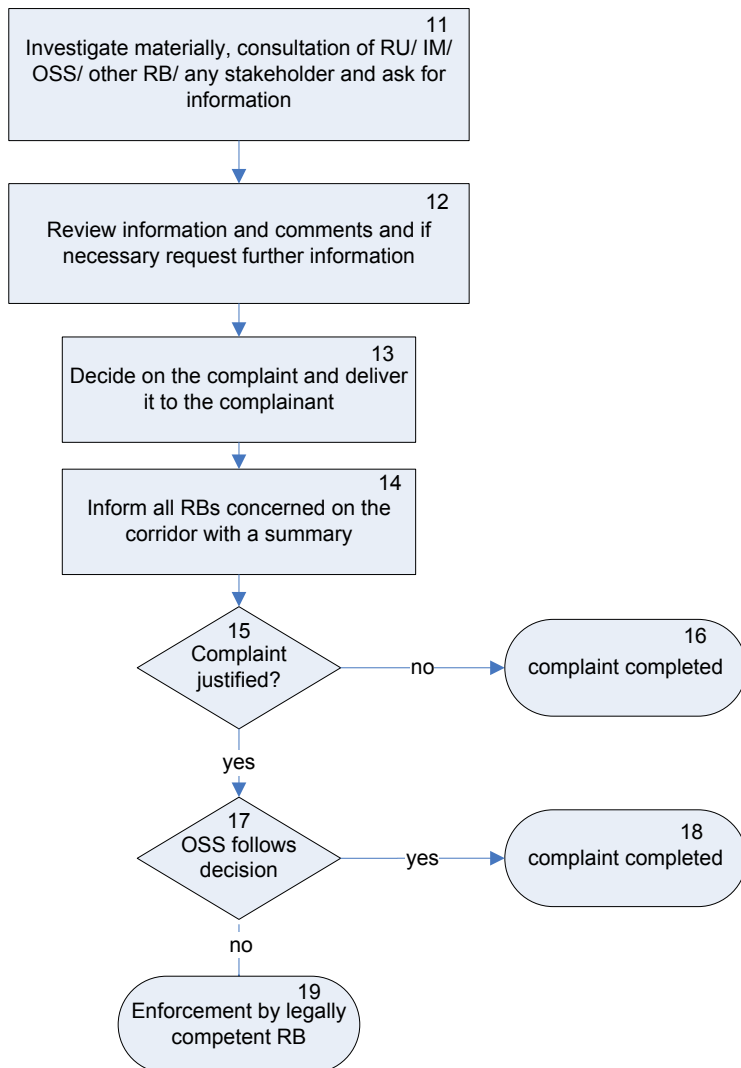 11
Investigate materially, consultation of RU/ IM/
OSS/ other RB/ any stakeholder and ask for
information
12
Review information and comments and if
necessary request further information
13
Decide on the complaint and deliver
it to the complainant
14
Inform all RBs concerned on the
corridor with a summary
15
Complaint
justified?
no
16
complaint completed
yes
17
OSS follows
decision
yes
18
complaint completed
no
19
Enforcement by legally
competent RB